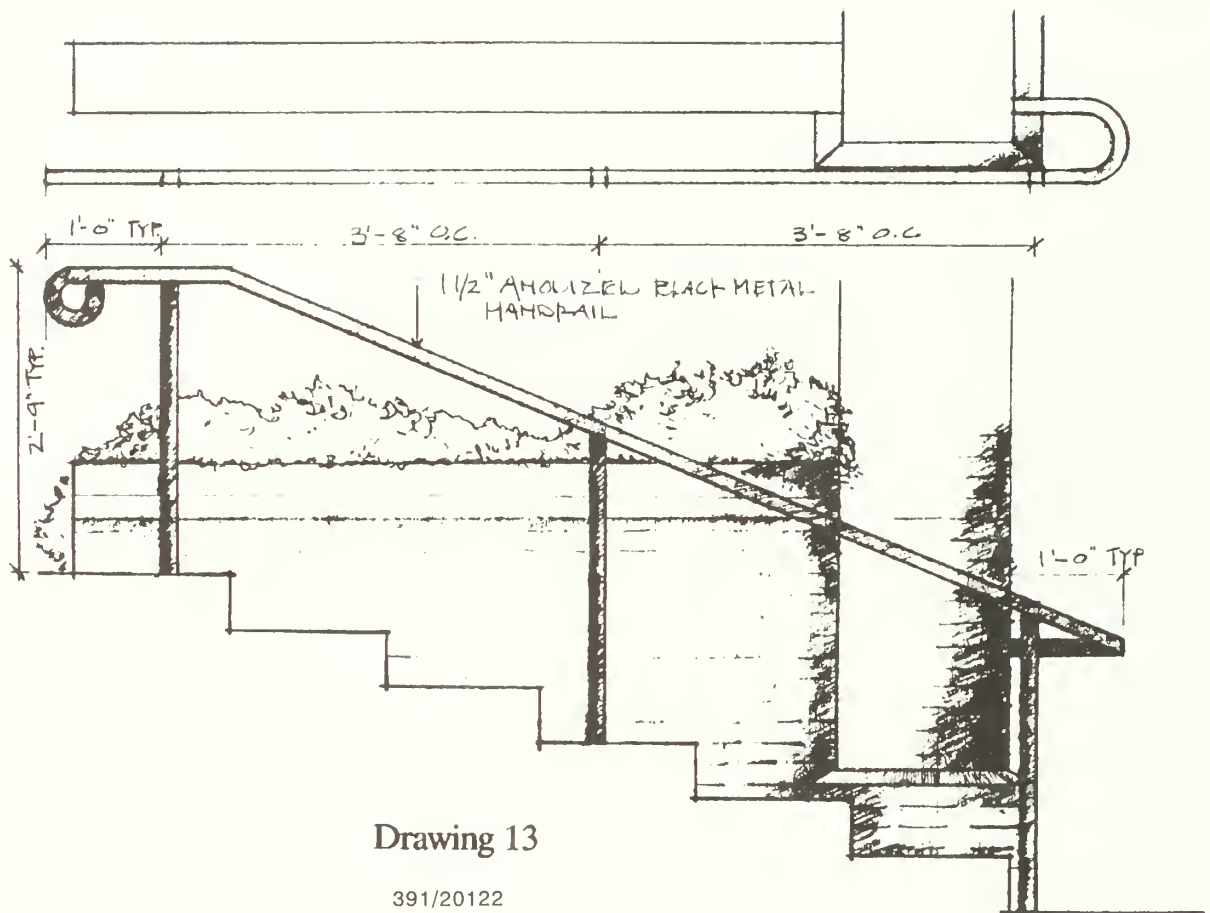 1'-0" TYP.
3'-8" O.C.
3'-8" O.C.
1 1/2" ANODIZED BLACK METAL
HANDRAIL
2'-9" TYP.
1'-0" TYP
Drawing 13
391/20122